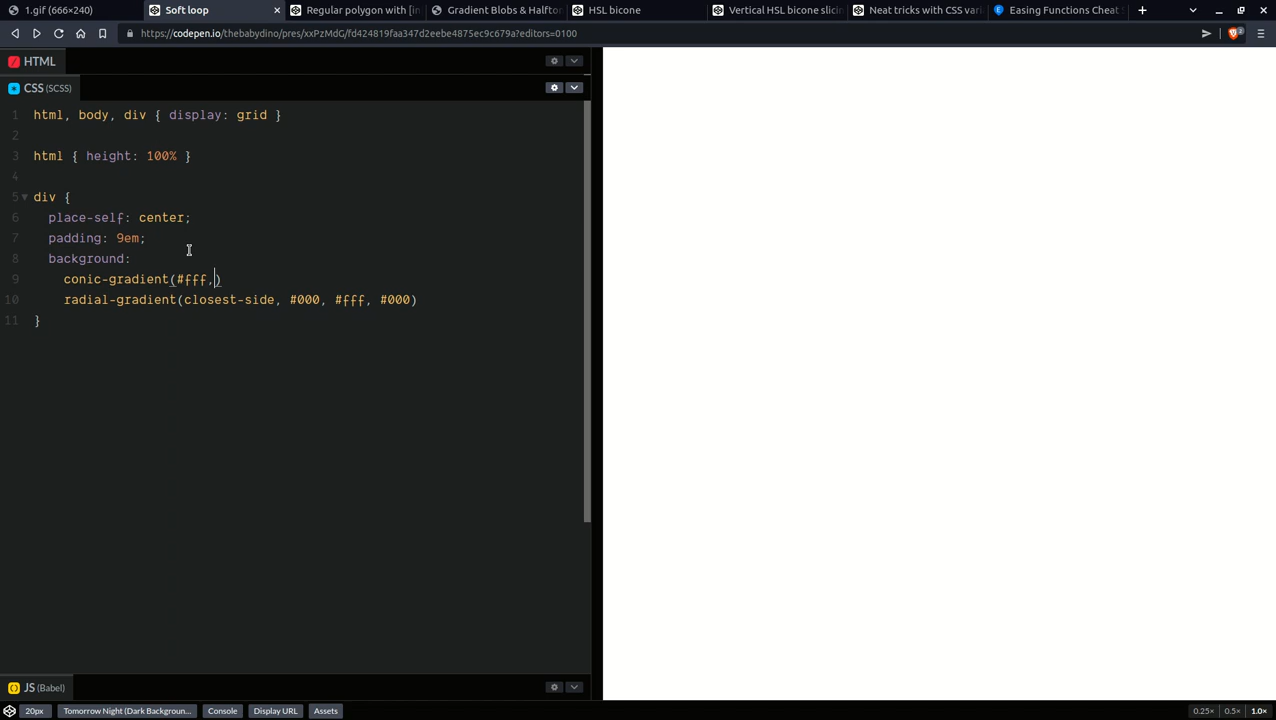 1.gif (666×240)
Soft loop
Regular polygon with [in
Gradient Blobs & Halfton
HSL bicone
Vertical HSL bicone slicin
Neat tricks with CSS vari
Easing Functions Cheat S
https://codepen.io/thebabydino/pres/xxPzMdG/fd424819faa347d2eebe4875ec9c679a?editors=0100
2
HTML
CSS (SCSS)
1 html, body, div { display: grid }
2
3 html { height: 100% }
4
5 div {
6 place-self: center;
7 padding: 9em;
8 background:
9 conic-gradient(#fff,)
10 radial-gradient(closest-side, #000, #fff, #000)
11 }
JS (Babel)
20px
Tomorrow Night (Dark Backgroun...
Console
Display URL
Assets
0.25×
0.5×
1.0×